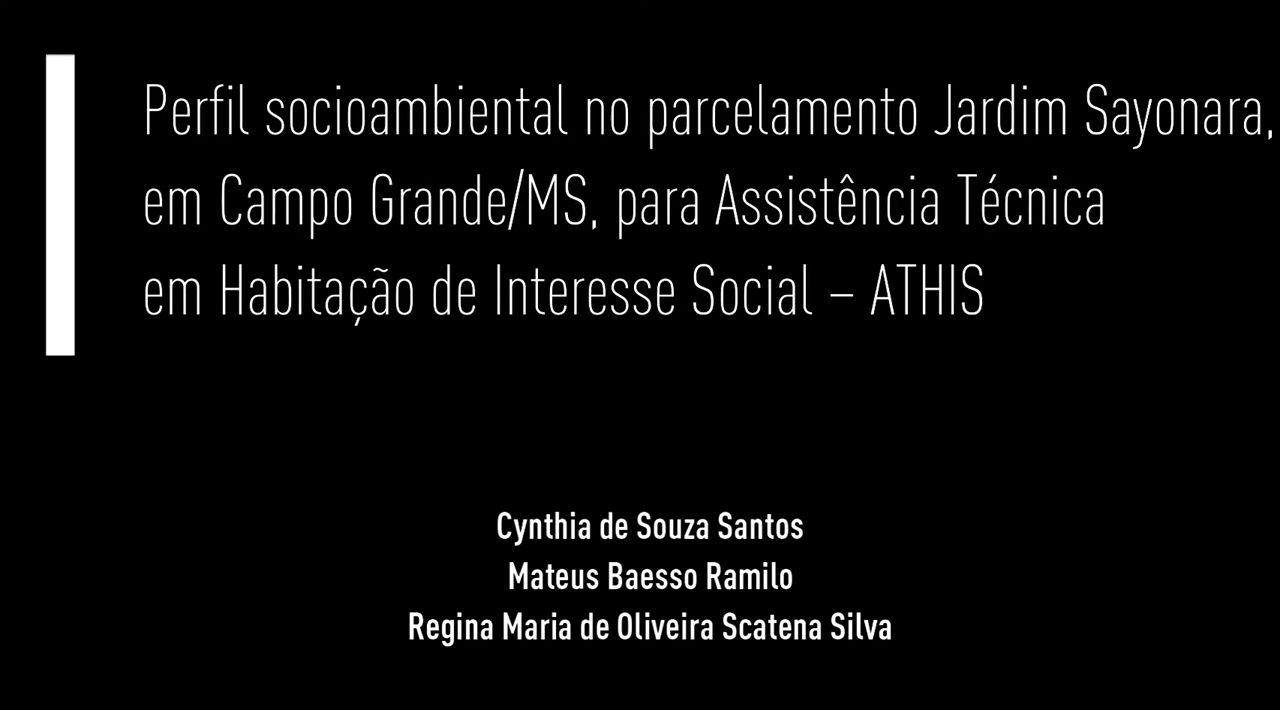 Perfil socioambiental no parcelamento Jardim Sayonara,
em Campo Grande/MS, para Assistência Técnica
em Habitação de Interesse Social – ATHIS
Cynthia de Souza Santos
Mateus Baesso Ramilo
Regina Maria de Oliveira Scatena Silva